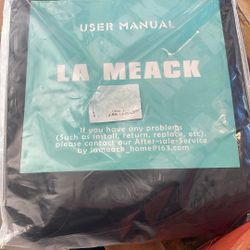 USER MANUAL
LA MEACK
If you have any problems
(Such as install, return, replace, etc).
please contact our After-sale-Service
by lameack_home@163.com